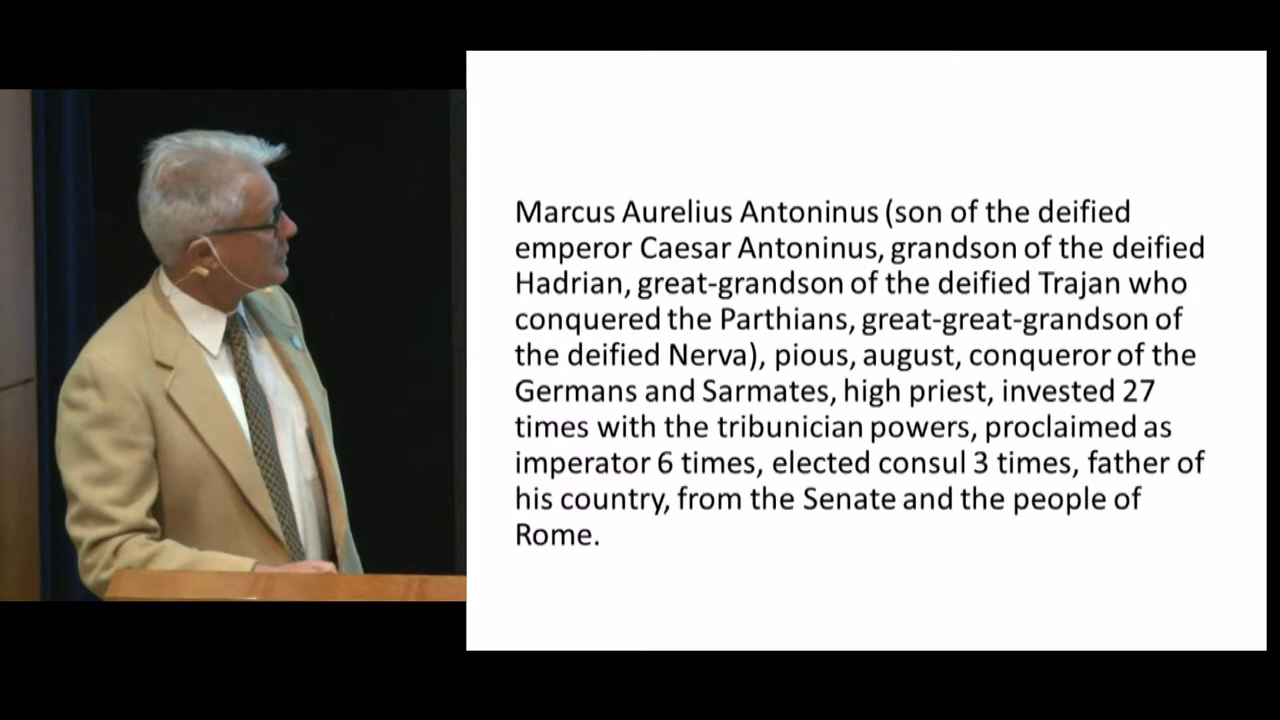 Marcus Aurelius Antoninus (son of the deified
emperor Caesar Antoninus, grandson of the deified
Hadrian, great-grandson of the deified Trajan who
conquered the Parthians, great-great-grandson of
the deified Nerva), pious, august, conqueror of the
Germans and Sarmates, high priest, invested 27
times with the tribunician powers, proclaimed as
imperator 6 times, elected consul 3 times, father of
his country, from the Senate and the people of
Rome.